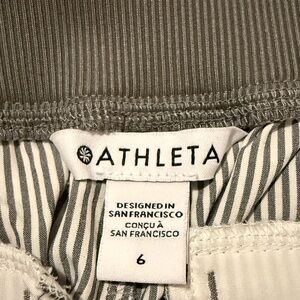 ATHLETA
DESIGNED IN
SAN FRANCISCO
CONÇU À
SAN FRANCISCO
6